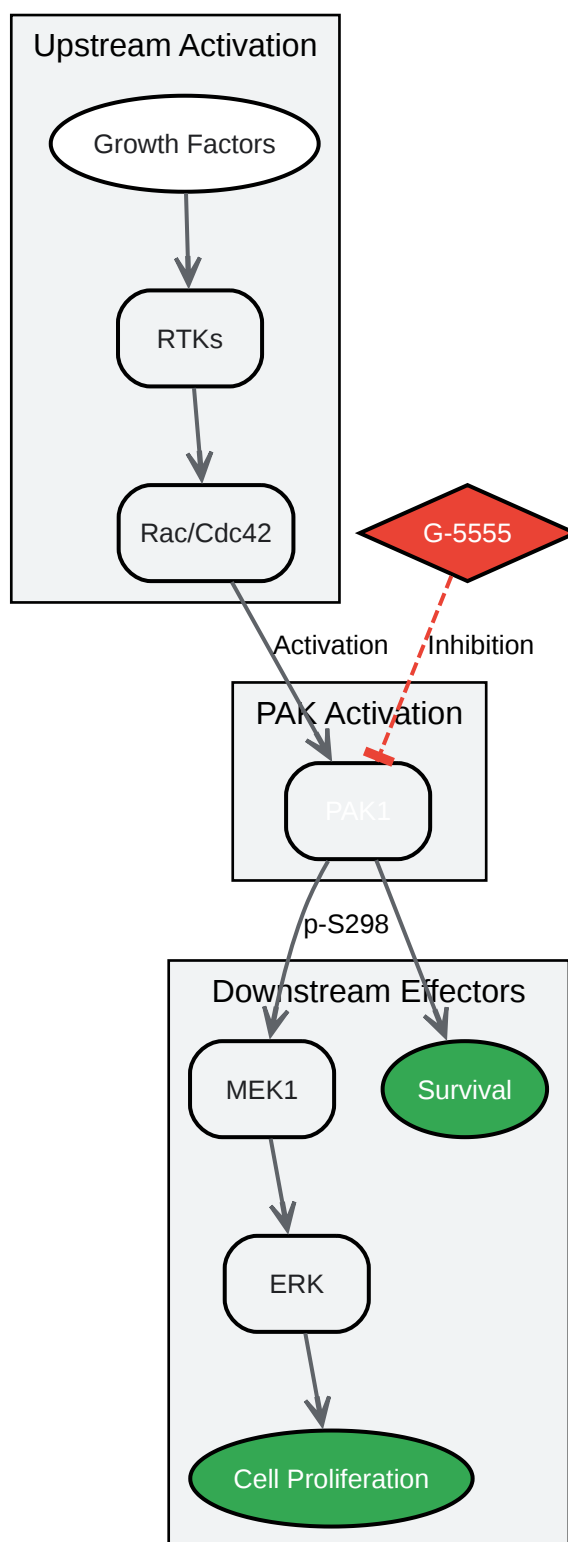 Upstream Activation
Growth Factors
RTKs
Rac/Cdc42
G-5555
Activation
Inhibition
PAK Activation
PAK1
p-S298
Downstream Effectors
MEK1
Survival
ERK
Cell Proliferation